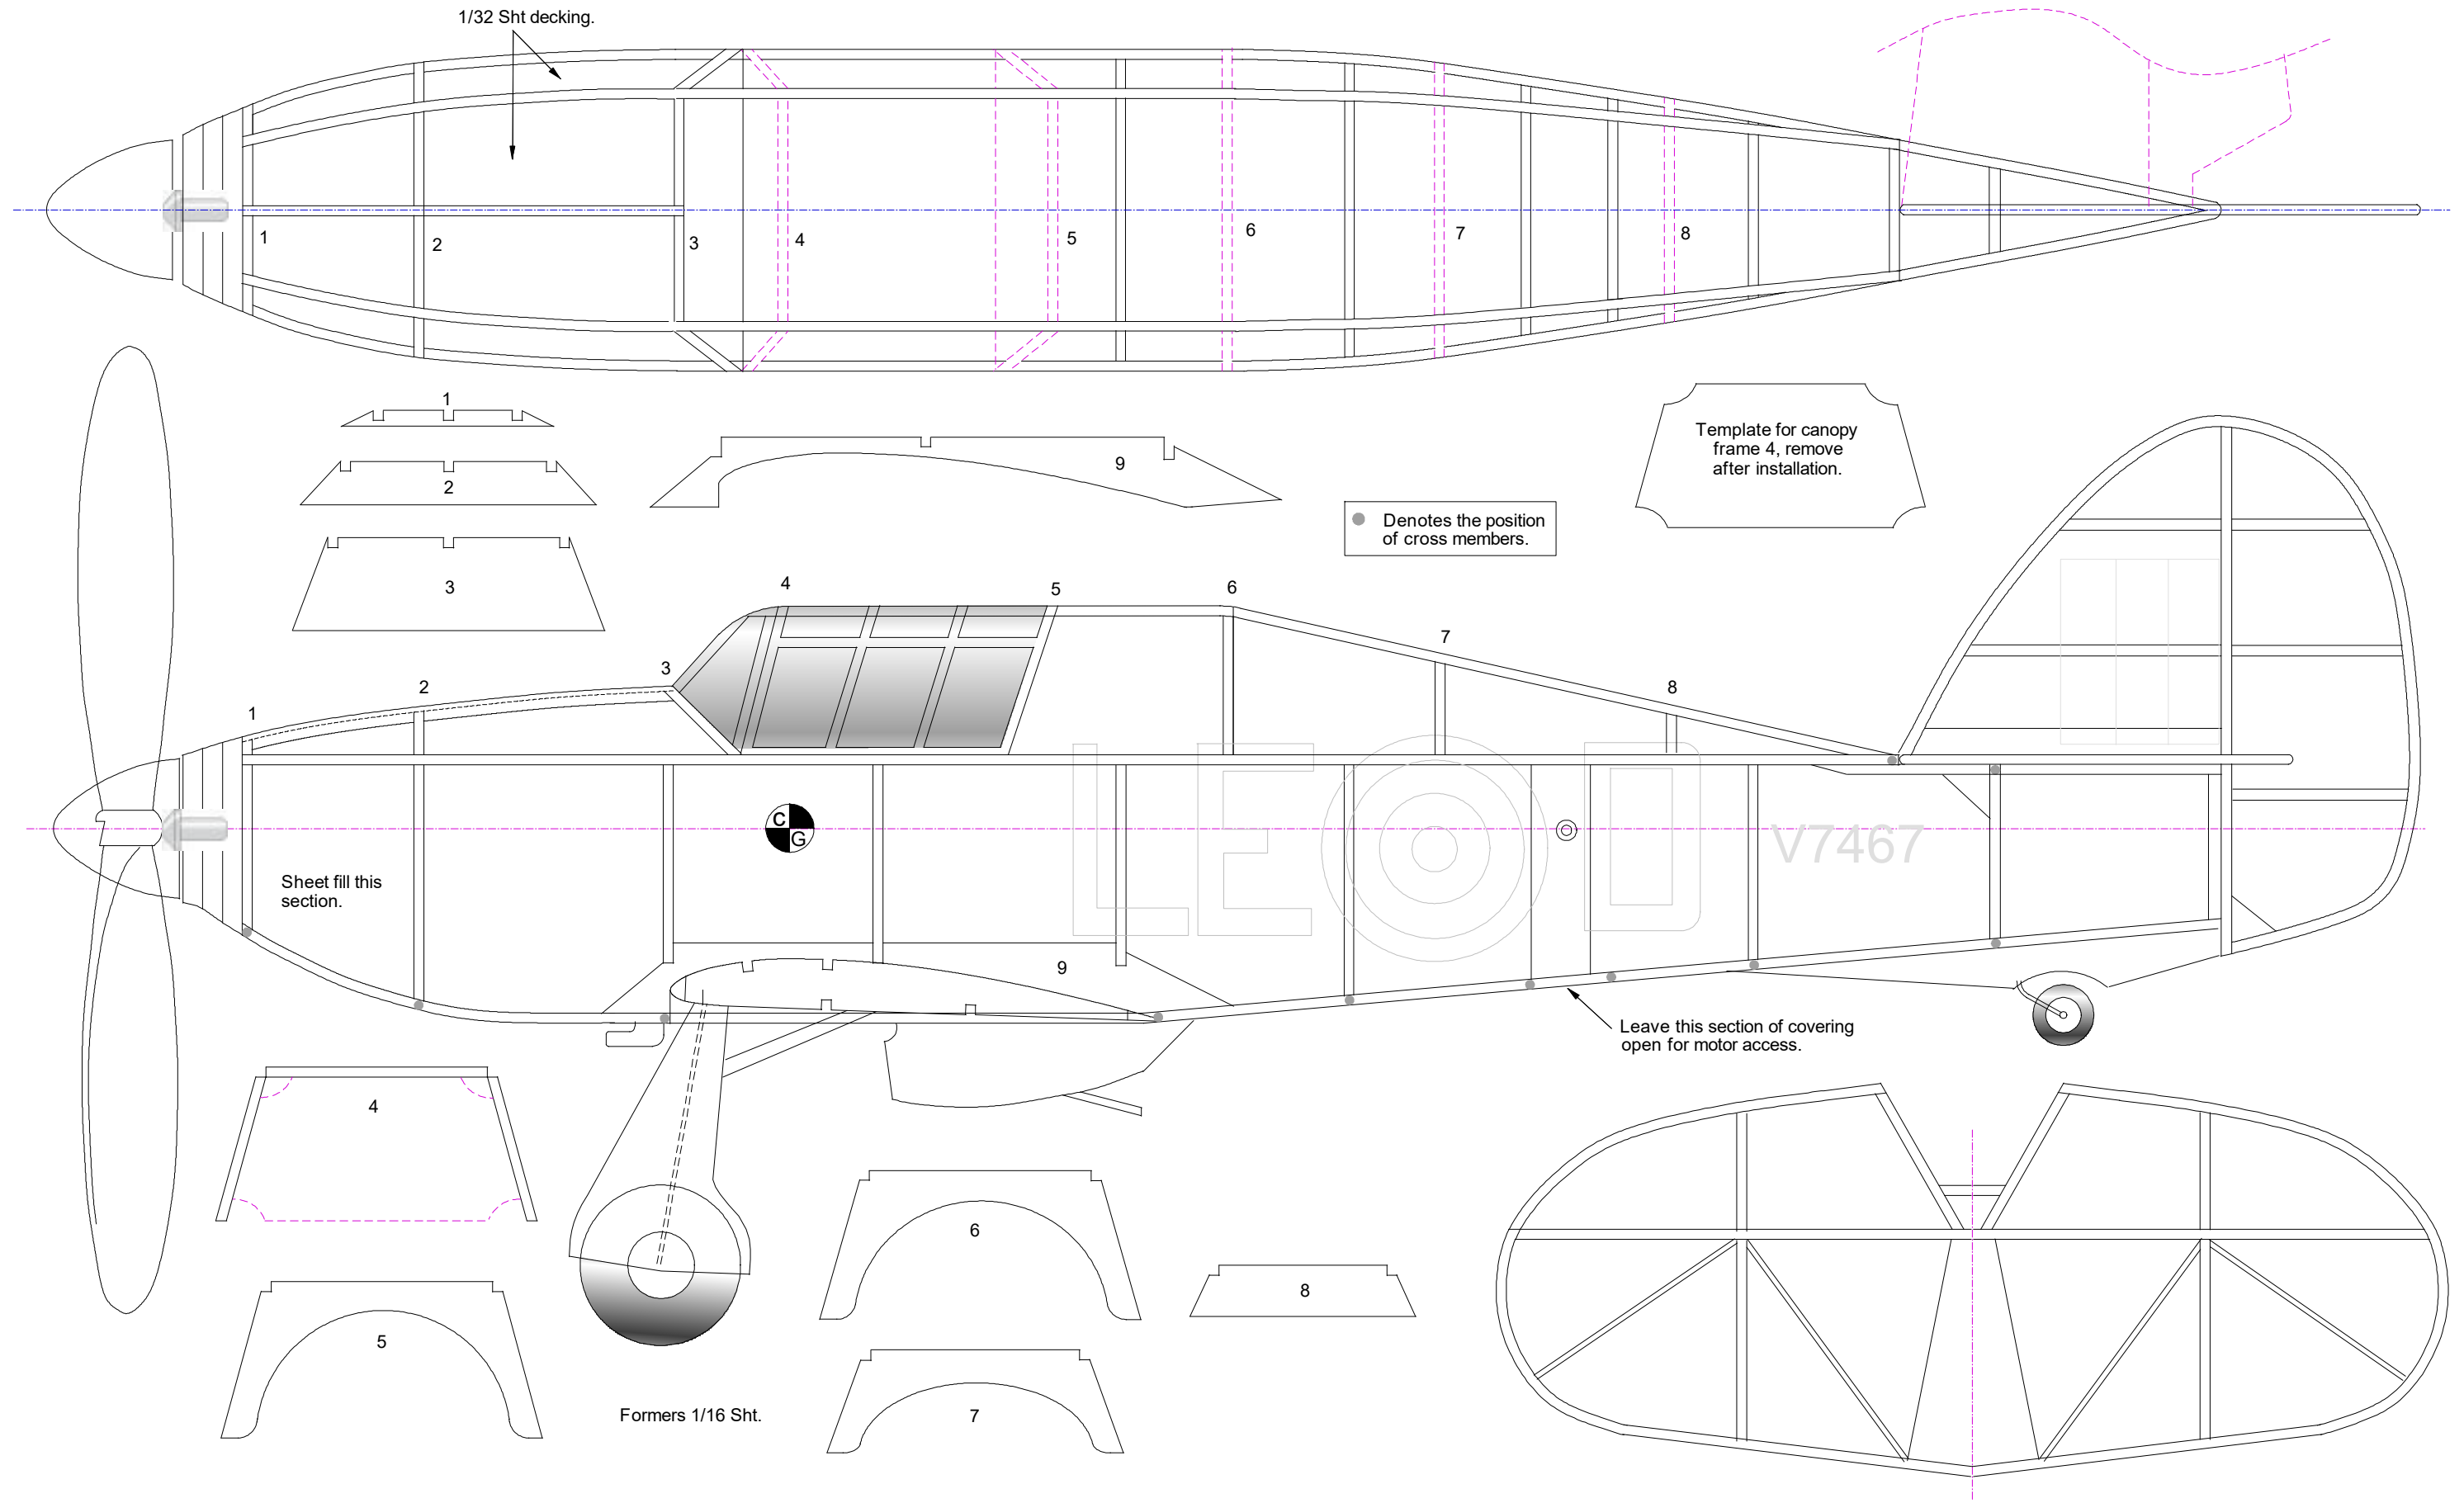 1/32 Sht decking.
1
2
3
4
5
6
7
8
1
2
3
9
Template for canopy
frame 4, remove
after installation.
Denotes the position
of cross members.
4
5
6
7
8
3
2
1
C
G
LE D
V7467
Sheet fill this
section.
9
Leave this section of covering
open for motor access.
4
5
6
7
8
Formers 1/16 Sht.